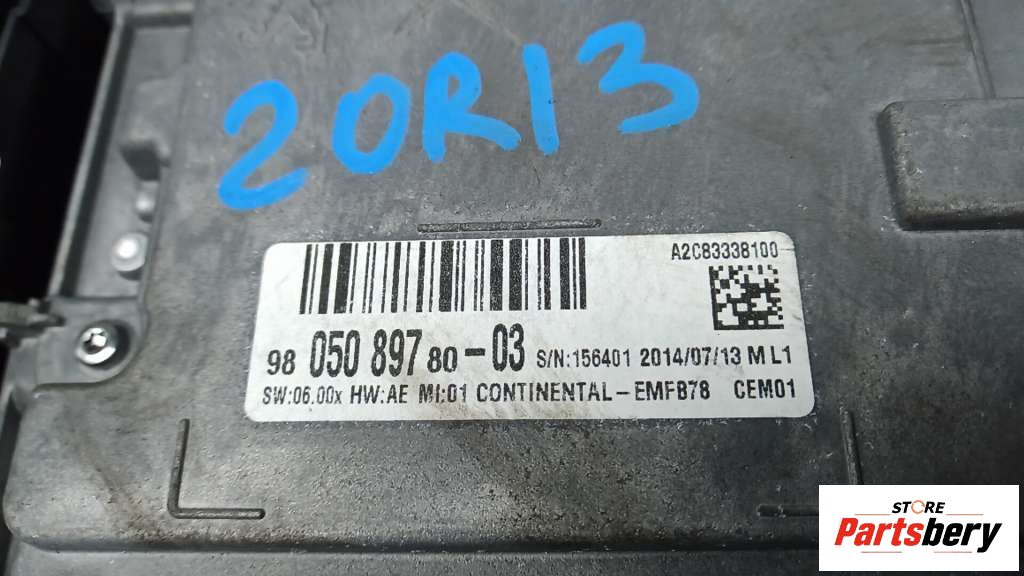 20R13
A2C83338100
98 050 897 80-03 S/N:156401 2014/07/13 M L1
SW:06.00x HW:AE MI:01 CONTINENTAL-EMFB78 CEM01
STORE
Partsbery